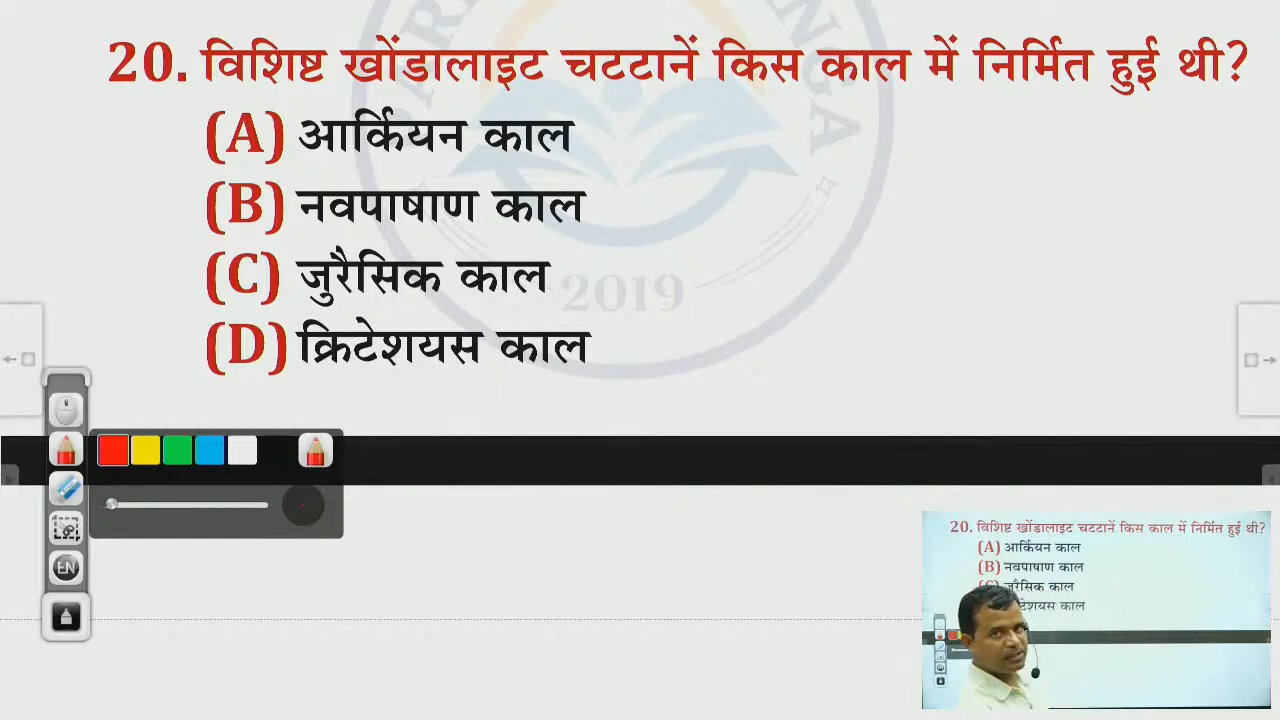 20. विशिष्ट खोंडालाइट चटटानें किस काल में निर्मित हुई थी?
(A) आर्कियन काल
(B) नवपाषाण काल
(C) जुरैसिक काल
(D) क्रिटेशयस काल
2019
EN
20. विशिष्ट खोंडालाइट चटटानें किस काल में निर्मित हुई थी?
(A) आर्कियन काल
(B) नवपाषाण काल
जुरैसिक काल
काल